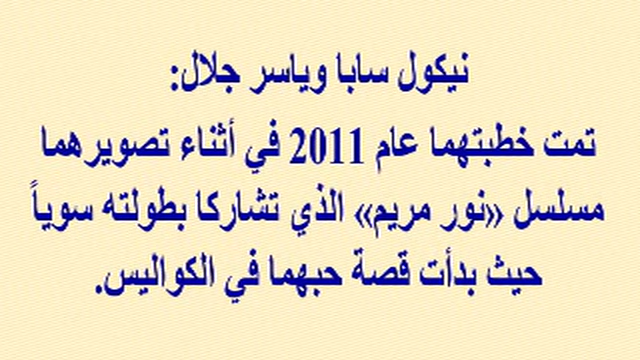 نيكول سابا وياسر جلال:
تمت خطبتهما عام 2011 في أثناء تصويرهما
مسلسل «نور مريم» الذي تشاركا بطولته سوياً
حيث بدأت قصة حبهما في الكواليس.